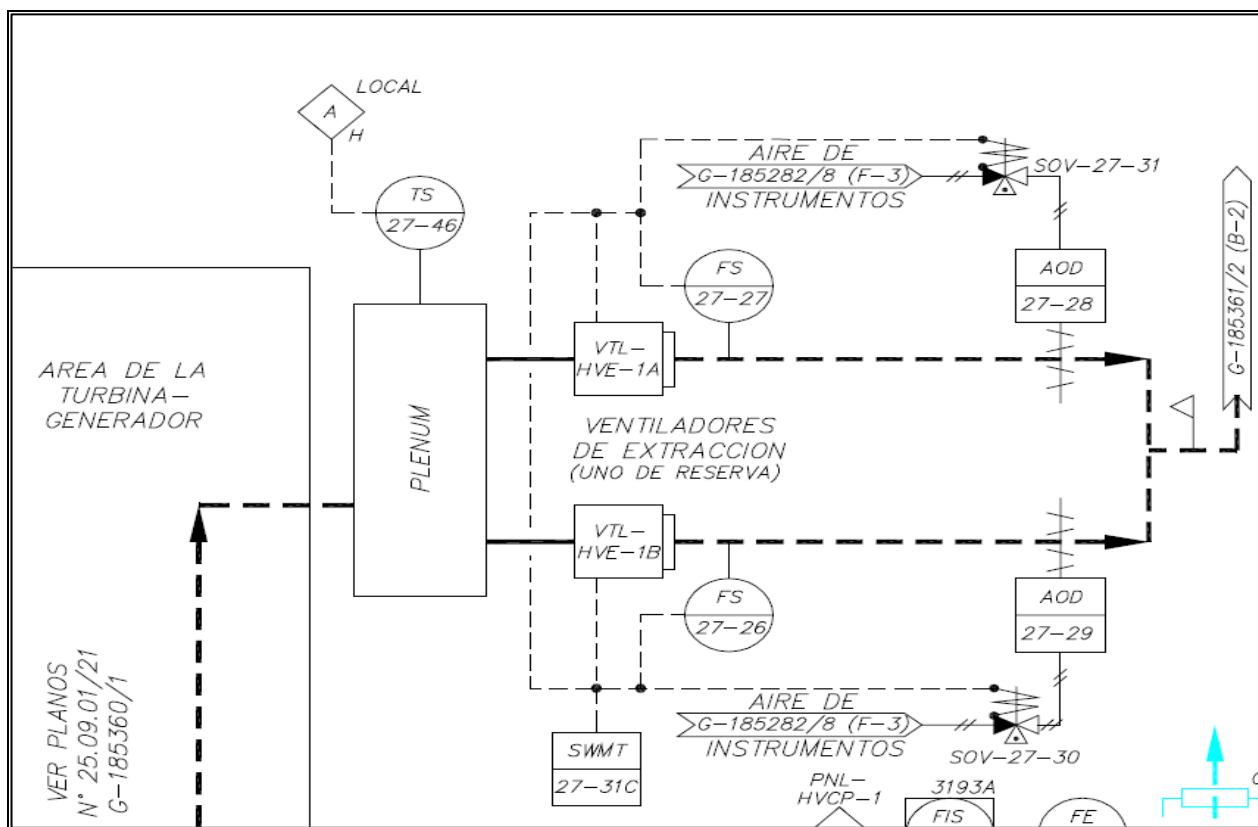 LOCAL
A
H
TS
27-46
AIRE DE
G-185282/8 (F-3)
INSTRUMENTOS
SOV-27-31
FS
27-27
AOD
27-28
G-185361/2 (B-2)
AREA DE LA
TURBINA-
GENERADOR
PLENUM
VTL-
HVE-1A
VENTILADORES
DE EXTRACCION
(UNO DE RESERVA)
VTL-
HVE-1B
FS
27-26
AOD
27-29
VER PLANOS
N° 25.09.01/21
G-185360/1
AIRE DE
G-185282/8 (F-3)
INSTRUMENTOS
SOV-27-30
SWMT
27-31C
PNL-
HVCP-1
3193A
FIS
FE